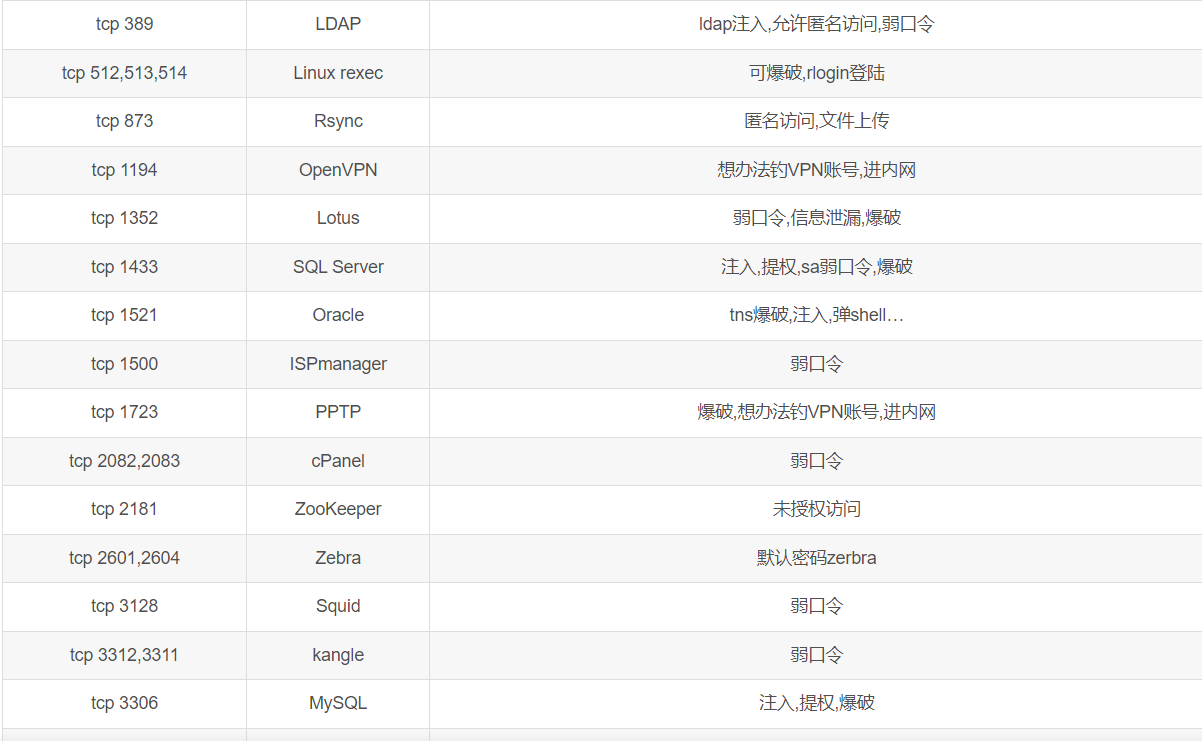 tcp 389 LDAP ldap注入,允许匿名访问,弱口令
tcp 512,513,514 Linux rexec 可爆破,rlogin登陆
tcp 873 Rsync 匿名访问,文件上传
tcp 1194 OpenVPN 想办法钓VPN账号,进内网
tcp 1352 Lotus 弱口令,信息泄漏,爆破
tcp 1433 SQL Server 注入,提权,sa弱口令,爆破
tcp 1521 Oracle tns爆破,注入,弹shell…
tcp 1500 ISPmanager 弱口令
tcp 1723 PPTP 爆破,想办法钓VPN账号,进内网
tcp 2082,2083 cPanel 弱口令
tcp 2181 ZooKeeper 未授权访问
tcp 2601,2604 Zebra 默认密码zerbra
tcp 3128 Squid 弱口令
tcp 3312,3311 kangle 弱口令
tcp 3306 MySQL 注入,提权,爆破